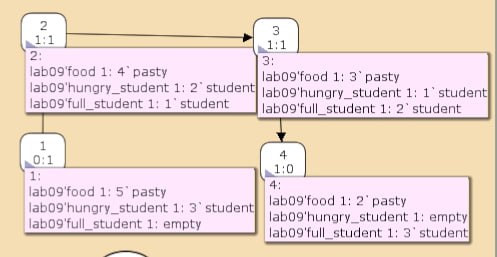 2
1:1
2:
lab09'food 1: 4`pasty
lab09'hungry_student 1: 2`student
lab09'full_student 1: 1`student
3
1:1
3:
lab09'food 1: 3`pasty
lab09'hungry_student 1: 1`student
lab09'full_student 1: 2`student
1
0:1
1:
lab09'food 1: 5`pasty
lab09'hungry_student 1: 3`student
lab09'full_student 1: empty
4
1:0
4:
lab09'food 1: 2`pasty
lab09'hungry_student 1: empty
lab09'full_student 1: 3`student